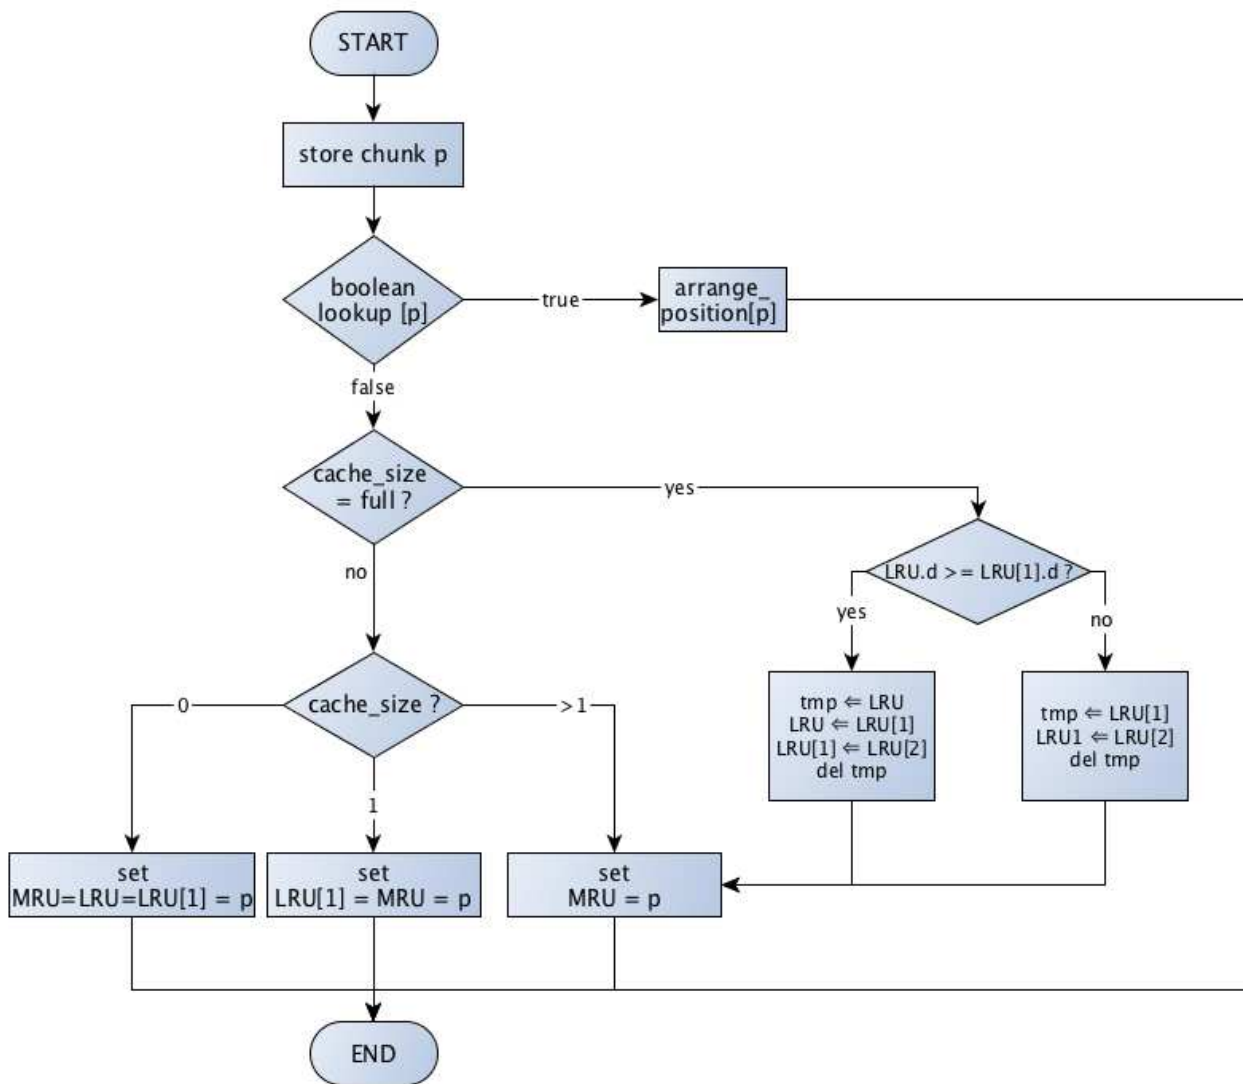 START
store chunk p
boolean
lookup [p]
true
arrange_
position[p]
false
cache_size
= full ?
yes
LRU.d >= LRU[1].d ?
no
yes
no
cache_size ?
0
>1
1
tmp ⇐ LRU
LRU ⇐ LRU[1]
LRU[1] ⇐ LRU[2]
del tmp
tmp ⇐ LRU[1]
LRU1 ⇐ LRU[2]
del tmp
set
MRU=LRU=LRU[1] = p
set
LRU[1] = MRU = p
set
MRU = p
END